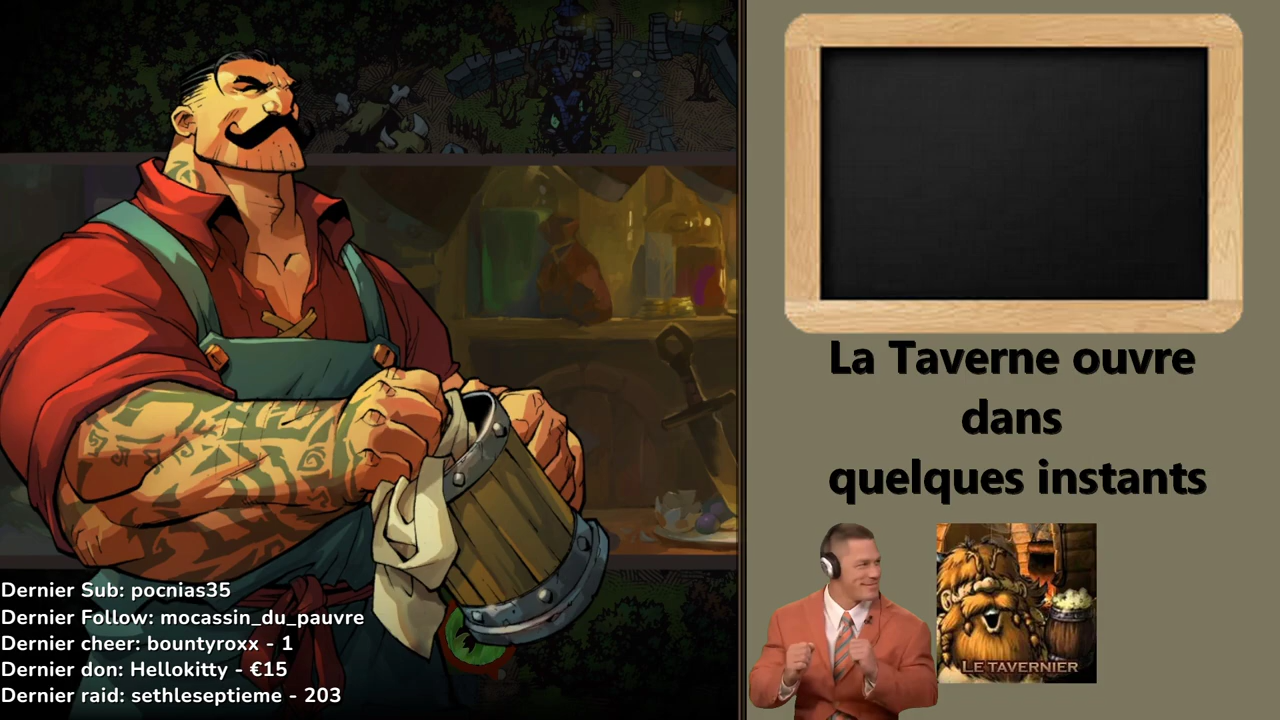 La Taverne ouvre
dans
quelques instants
LE TAVERNIER
Dernier Sub: pocnias35
Dernier Follow: mocassin_du_pauvre
Dernier cheer: bountyroxx - 1
Dernier don: Hellokitty - €15
Dernier raid: sethleseptieme - 203